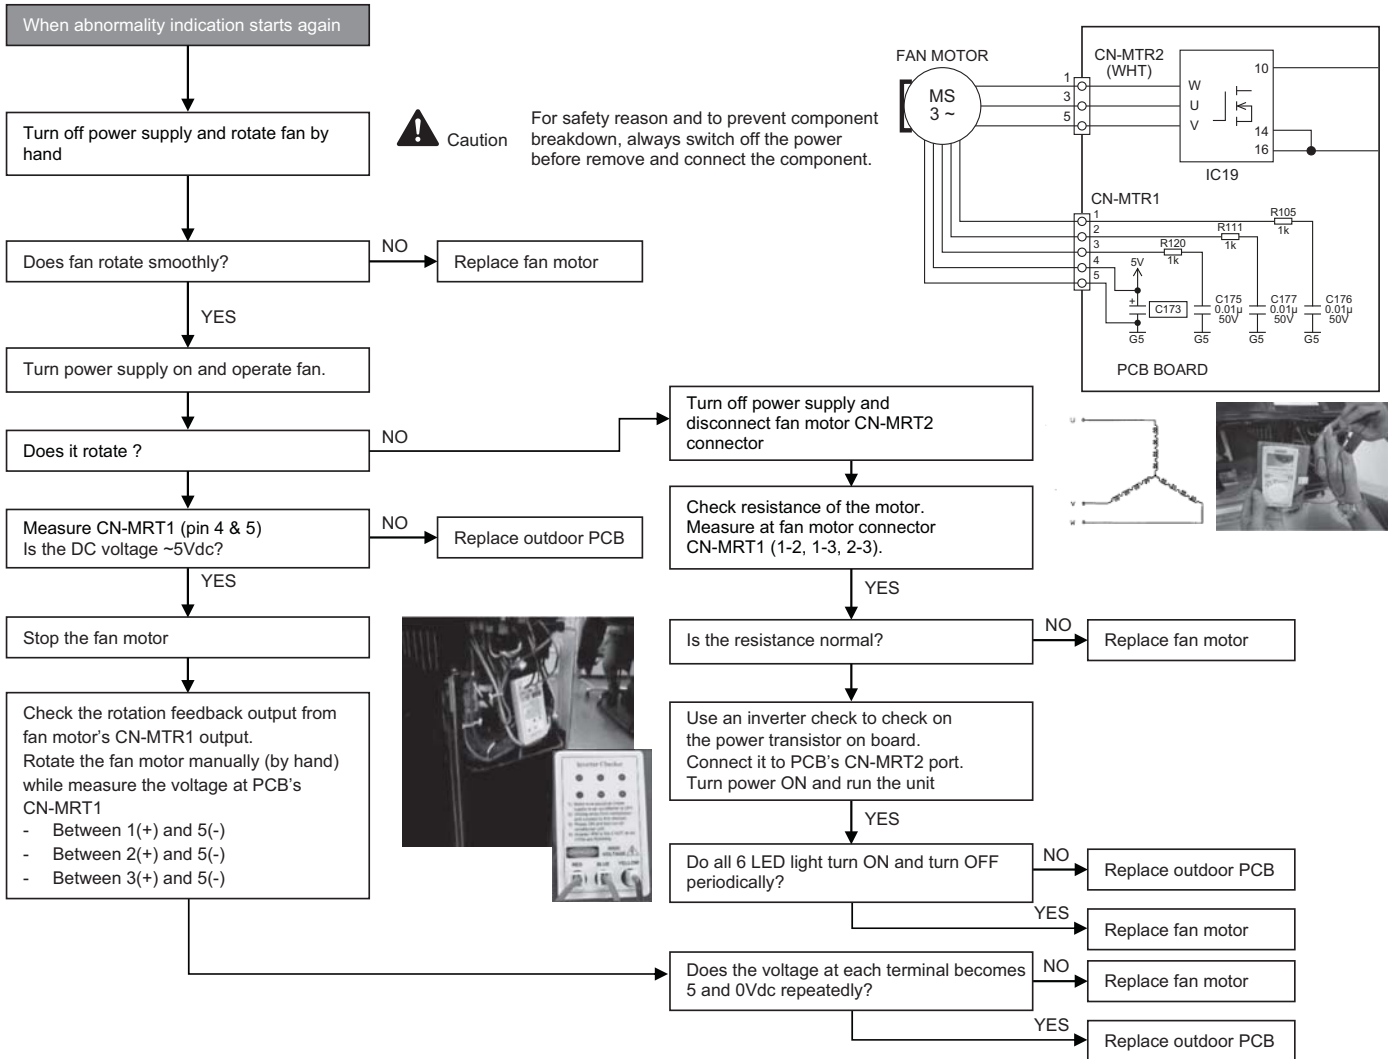 When abnormality indication starts again
Turn off power supply and rotate fan by
hand
Caution
For safety reason and to prevent component
breakdown, always switch off the power
before remove and connect the component.
Does fan rotate smoothly?
NO
Replace fan motor
YES
Turn power supply on and operate fan.
Does it rotate ?
NO
Measure CN-MRT1 (pin 4 & 5)
Is the DC voltage ~5Vdc?
NO
Replace outdoor PCB
YES
Stop the fan motor
Check the rotation feedback output from
fan motor's CN-MTR1 output.
Rotate the fan motor manually (by hand)
while measure the voltage at PCB's
CN-MRT1
- Between 1(+) and 5(-)
- Between 2(+) and 5(-)
- Between 3(+) and 5(-)
Turn off power supply and
disconnect fan motor CN-MRT2
connector
Check resistance of the motor.
Measure at fan motor connector
CN-MRT1 (1-2, 1-3, 2-3).
YES
Is the resistance normal?
NO
Replace fan motor
Use an inverter check to check on
the power transistor on board.
Connect it to PCB's CN-MRT2 port.
Turn power ON and run the unit
YES
Do all 6 LED light turn ON and turn OFF
periodically?
NO
Replace outdoor PCB
YES
Replace fan motor
Does the voltage at each terminal becomes
5 and 0Vdc repeatedly?
NO
Replace fan motor
YES
Replace outdoor PCB
FAN MOTOR
MS
3 ~
CN-MTR2
(WHT)
1
3
5
W
U
V
10
14
16
IC19
CN-MTR1
1
2
3
4
5
R105
1k
R111
1k
R120
1k
5V
+
C173
C175
0.01μ
50V
C177
0.01μ
50V
C176
0.01μ
50V
G5
G5
G5
G5
PCB BOARD
U
V
W
Inverter Checker
HIGH
VOLTAGE
RED BLUE YELLOW